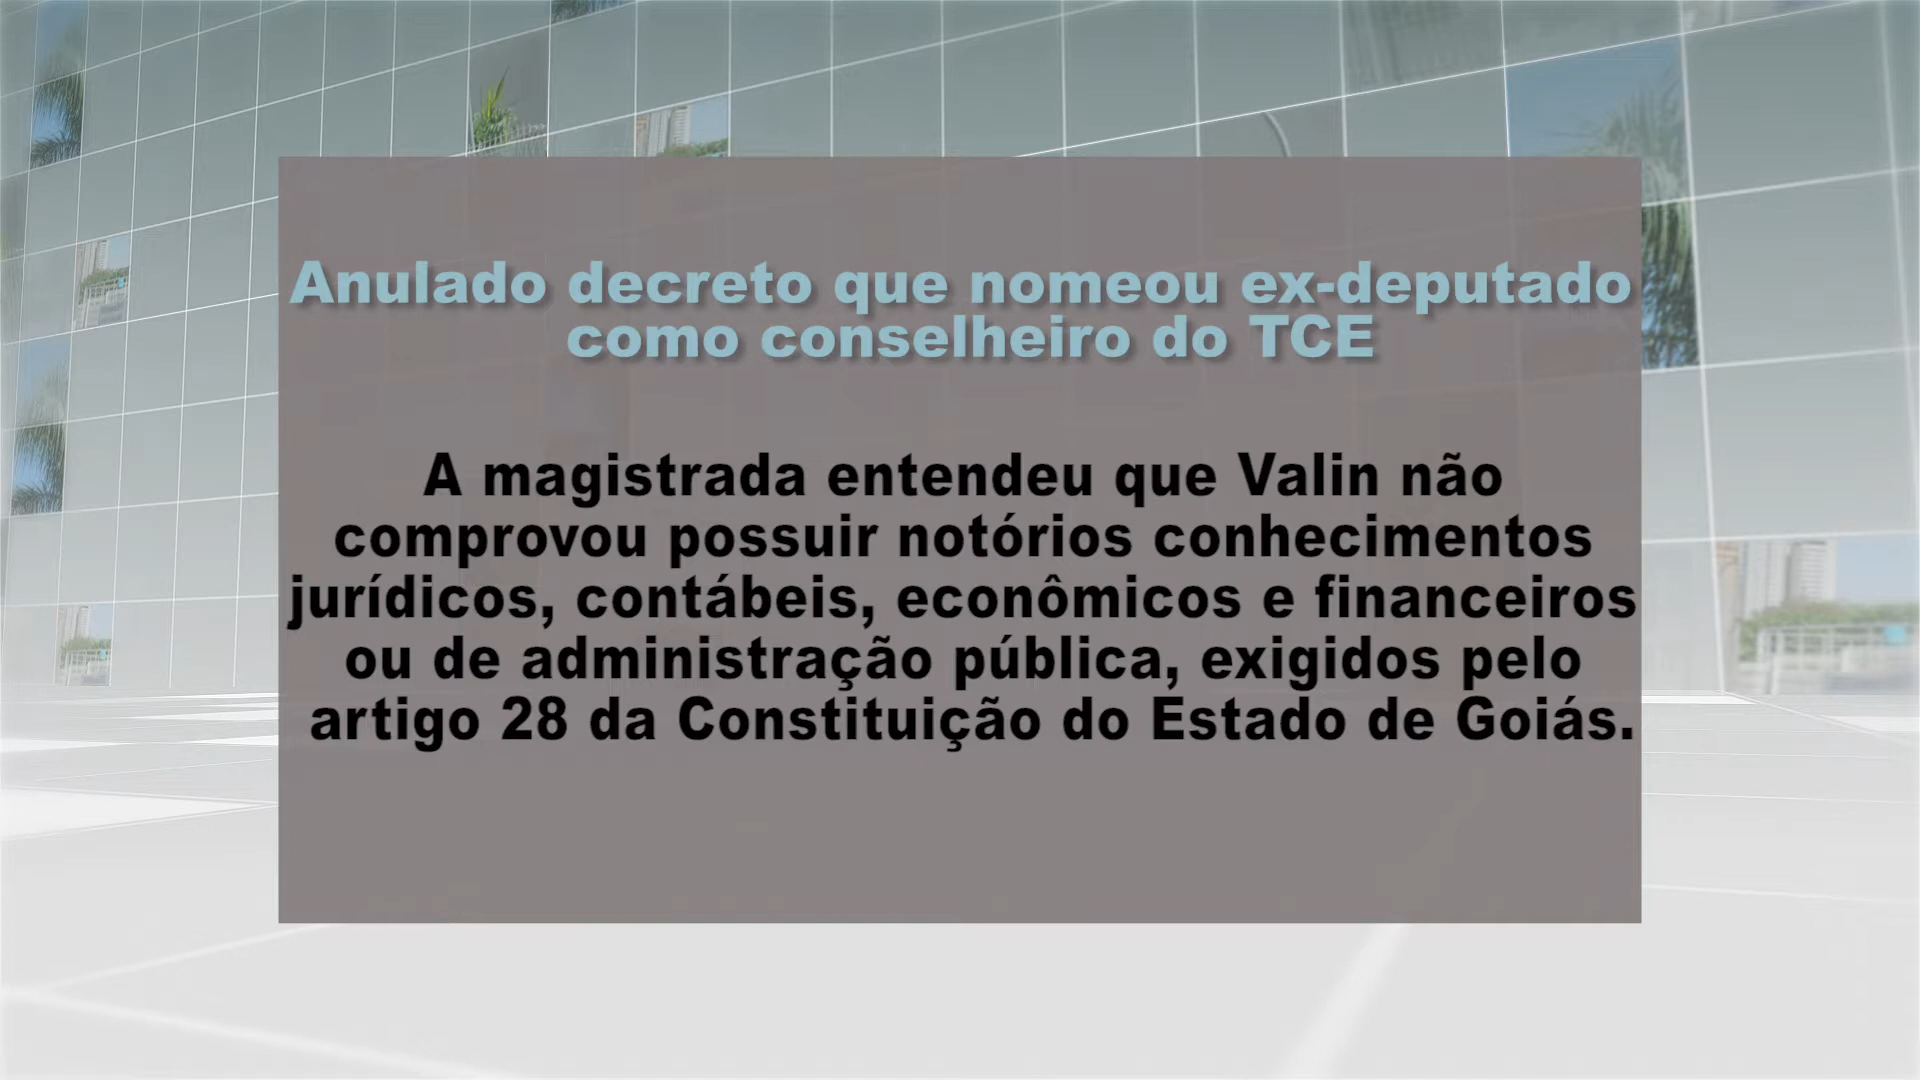 Anulado decreto que nomeou ex-deputado
como conselheiro do TCE
A magistrada entendeu que Valin não
comprovou possuir notórios conhecimentos
jurídicos, contábeis, econômicos e financeiros
ou de administração pública, exigidos pelo
artigo 28 da Constituição do Estado de Goiás.